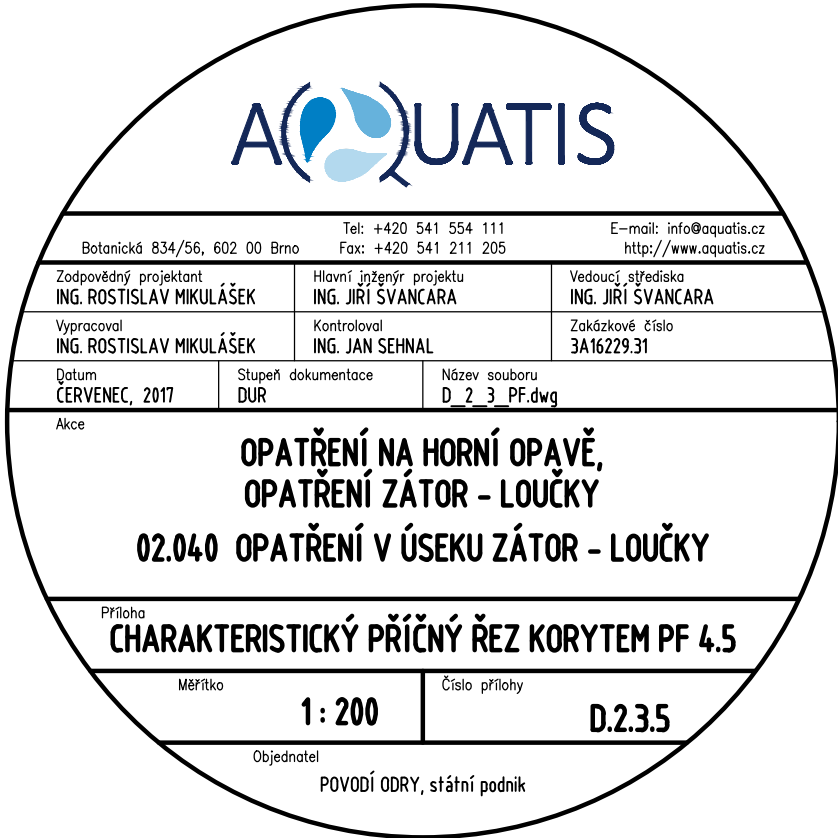 AQUATIS
Tel: +420 541 554 111 E-mail: info@aquatis.cz
Botanická 834/56, 602 00 Brno Fax: +420 541 211 205 http://www.aquatis.cz
Zodpovědný projektant Hlavní inženýr projektu Vedoucí střediska
ING. ROSTISLAV MIKULÁŠEK ING. JIŘÍ ŠVANCARA ING. JIŘÍ ŠVANCARA
Vypracoval Kontroloval Zakázkové číslo
ING. ROSTISLAV MIKULÁŠEK ING. JAN SEHNAL 3A16229.31
Datum Stupeň dokumentace Název souboru
ČERVENEC, 2017 DUR D_2_3_PF.dwg
Akce
OPATŘENÍ NA HORNÍ OPAVĚ,
OPATŘENÍ ZÁTOR - LOUČKY
02.040 OPATŘENÍ V ÚSEKU ZÁTOR - LOUČKY
Příloha
CHARAKTERISTICKÝ PŘÍČNÝ ŘEZ KORYTEM PF 4.5
Měřítko Číslo přílohy
1 : 200 D.2.3.5
Objednatel
POVODÍ ODRY, státní podnik